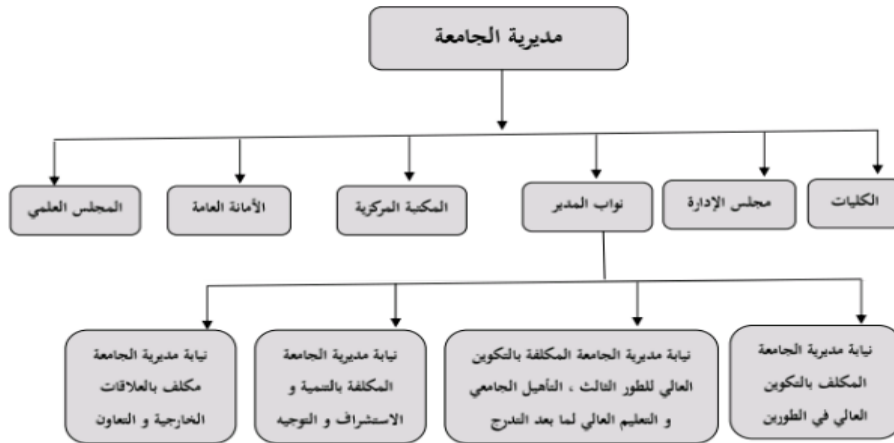 مديرية الجامعة
الكليات
مجلس الإدارة
نواب المدير
المكتبة المركزية
الأمانة العامة
المجلس العلمي
نيابة مديرية الجامعة
المكلف بالتكوين
العالي في الطورين
نيابة مديرية الجامعة المكلفة بالتكوين
العالي للطور الثالث ، التأهيل الجامعي
و التعليم العالي لما بعد التدرج
نيابة مديرية الجامعة
المكلفة بالتنمية و
الاستشراف و التوجيه
نيابة مديرية الجامعة
مكلف بالعلاقات
الخارجية و التعاون